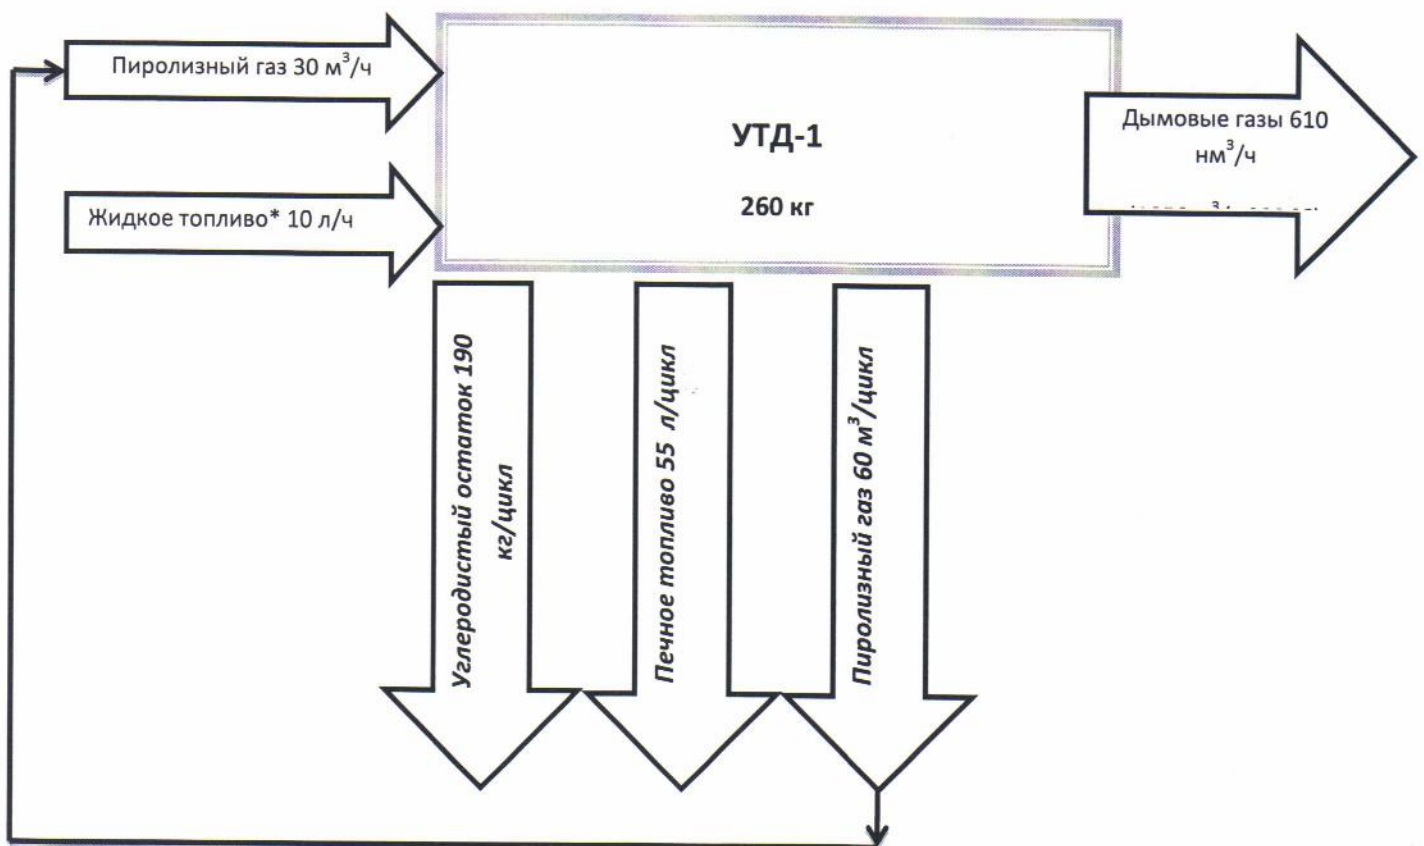 Пиролизный газ 30 м³/ч
Жидкое топливо* 10 л/ч
УТД-1
260 кг
Дымовые газы 610
нм³/ч
Углеродистый остаток 190
кг/цикл
Печное топливо 55 л/цикл
Пиролизный газ 60 м³/цикл